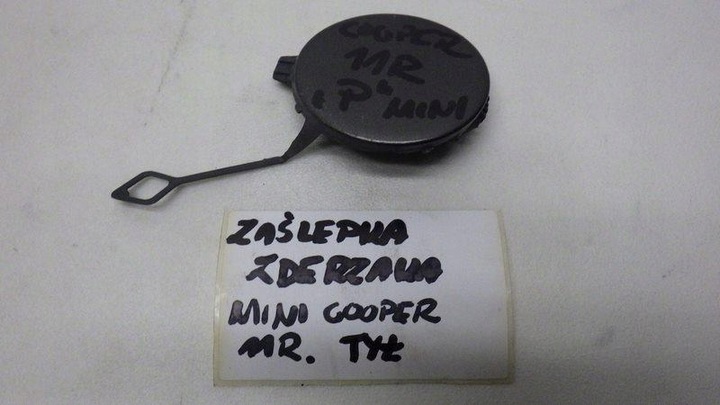 COOPER
MR
"P" MINI
ZAŚLEPKA
ZDERZAKA
MINI COOPER
MR. TYŁ